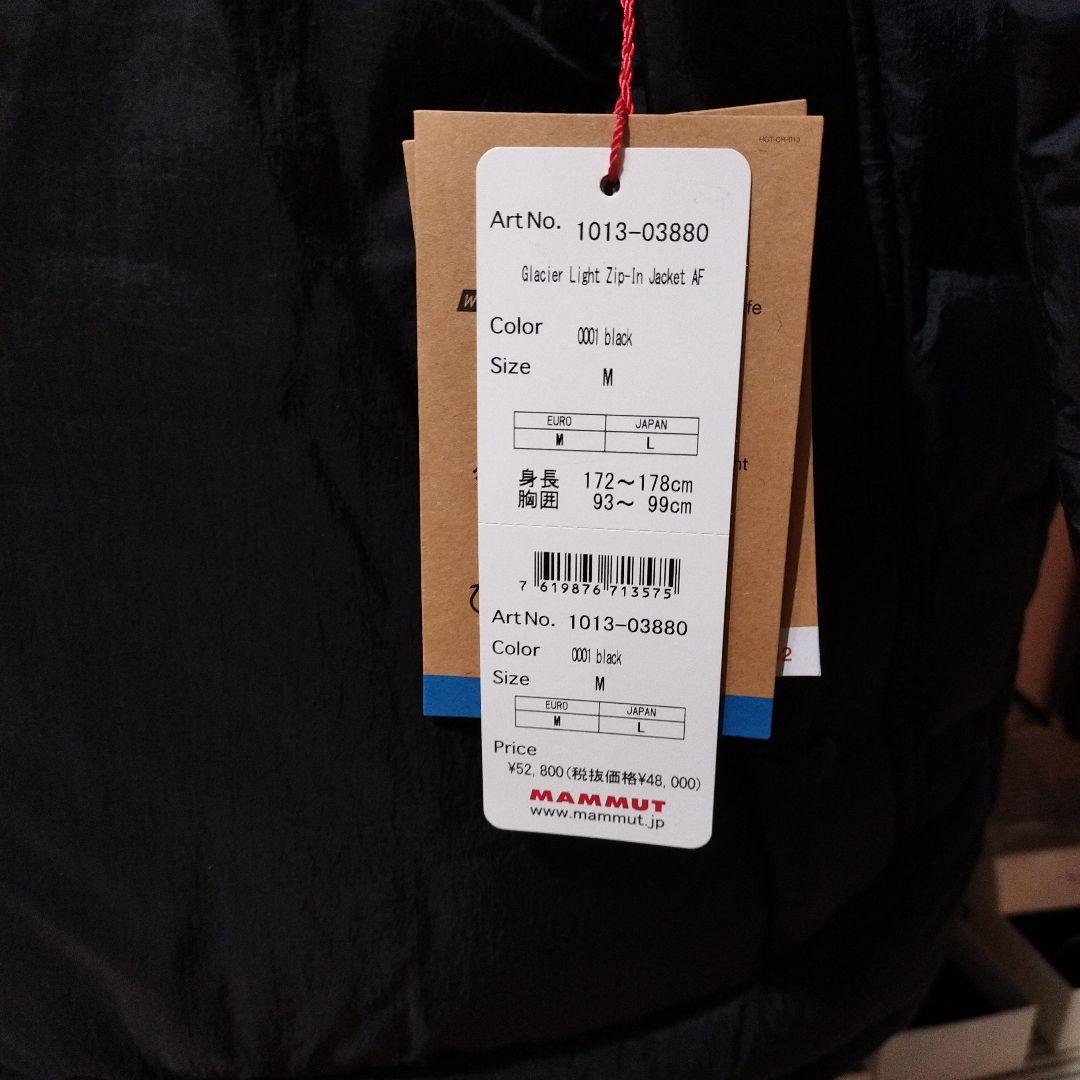 HGT-CR-013
Art No. 1013-03880
Glacier Light Zip-In Jacket AF
Color 0001 black
Size M
EURO JAPAN
M L
身長 172～178cm
胸囲 93～ 99cm
7 619876 713575
Art No. 1013-03880
Color 0001 black
Size M
EURO JAPAN
M L
Price
¥52,800(税抜価格¥48,000)
MAMMUT
www.mammut.jp